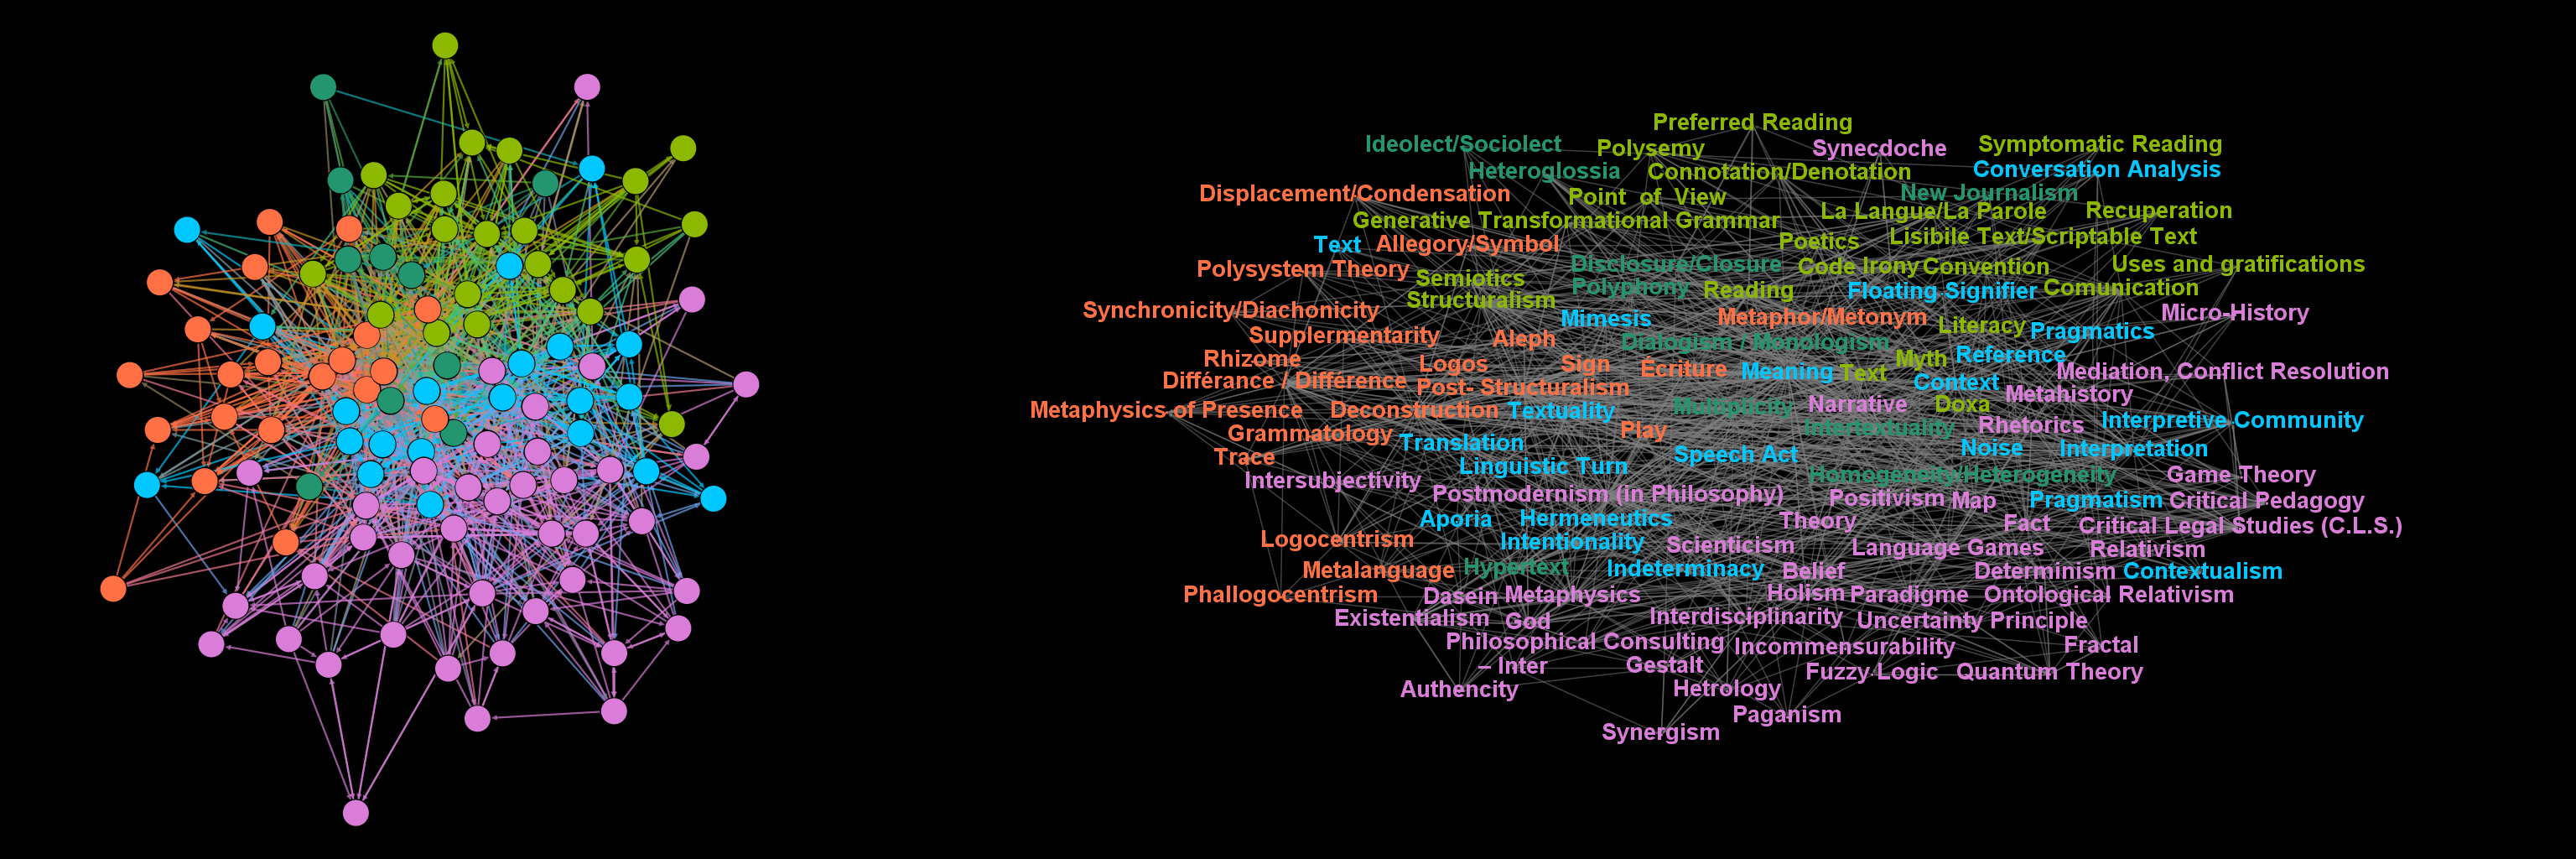 Preferred Reading
Ideolect/Sociolect
Polysemy
Synecdoche
Symptomatic Reading
Heteroglossia
Connotation/Denotation
Conversation Analysis
Displacement/Condensation
Point of View
New Journalism
Generative Transformational Grammar
La Langue/La Parole
Recuperation
Text
Allegory/Symbol
Poetics
Lisibile Text/Scriptable Text
Polysystem Theory
Semiotics
Disclosure/Closure
Code
Irony
Convention
Uses and gratifications
Structuralism
Polyphony
Reading
Floating Signifier
Comunication
Synchronicity/Diachonicity
Mimesis
Metaphor/Metonym
Literacy
Pragmatics
Micro-History
Supplermentarity
Aleph
Dialogism / Monologism
Rhizome
Logos
Sign
Écriture
Meaning
Text
Myth
Reference
Mediation, Conflict Resolution
Différance / Différence
Post- Structuralism
Context
Metahistory
Metaphysics of Presence
Deconstruction
Textuality
Multiplicity
Narrative
Doxa
Interpretive Community
Grammatology
Translation
Play
Intertextuality
Rhetorics
Trace
Linguistic Turn
Speech Act
Noise
Interpretation
Intersubjectivity
Homogeneity/Heterogeneity
Game Theory
Postmodernism (in Philosophy)
Positivism
Map
Pragmatism
Critical Pedagogy
Aporia
Hermeneutics
Theory
Fact
Critical Legal Studies (C.L.S.)
Logocentrism
Intentionality
Scienticism
Language Games
Relativism
Metalanguage
Hypertext
Indeterminacy
Belief
Determinism
Contextualism
Phallogocentrism
Dasein
Metaphysics
Holism
Paradigme
Ontological Relativism
Existentialism
God
Interdisciplinarity
Uncertainty Principle
Philosophical Consulting
– Inter
Incommensurability
Fractal
Gestalt
Fuzzy Logic
Quantum Theory
Authencity
Hetrology
Paganism
Synergism